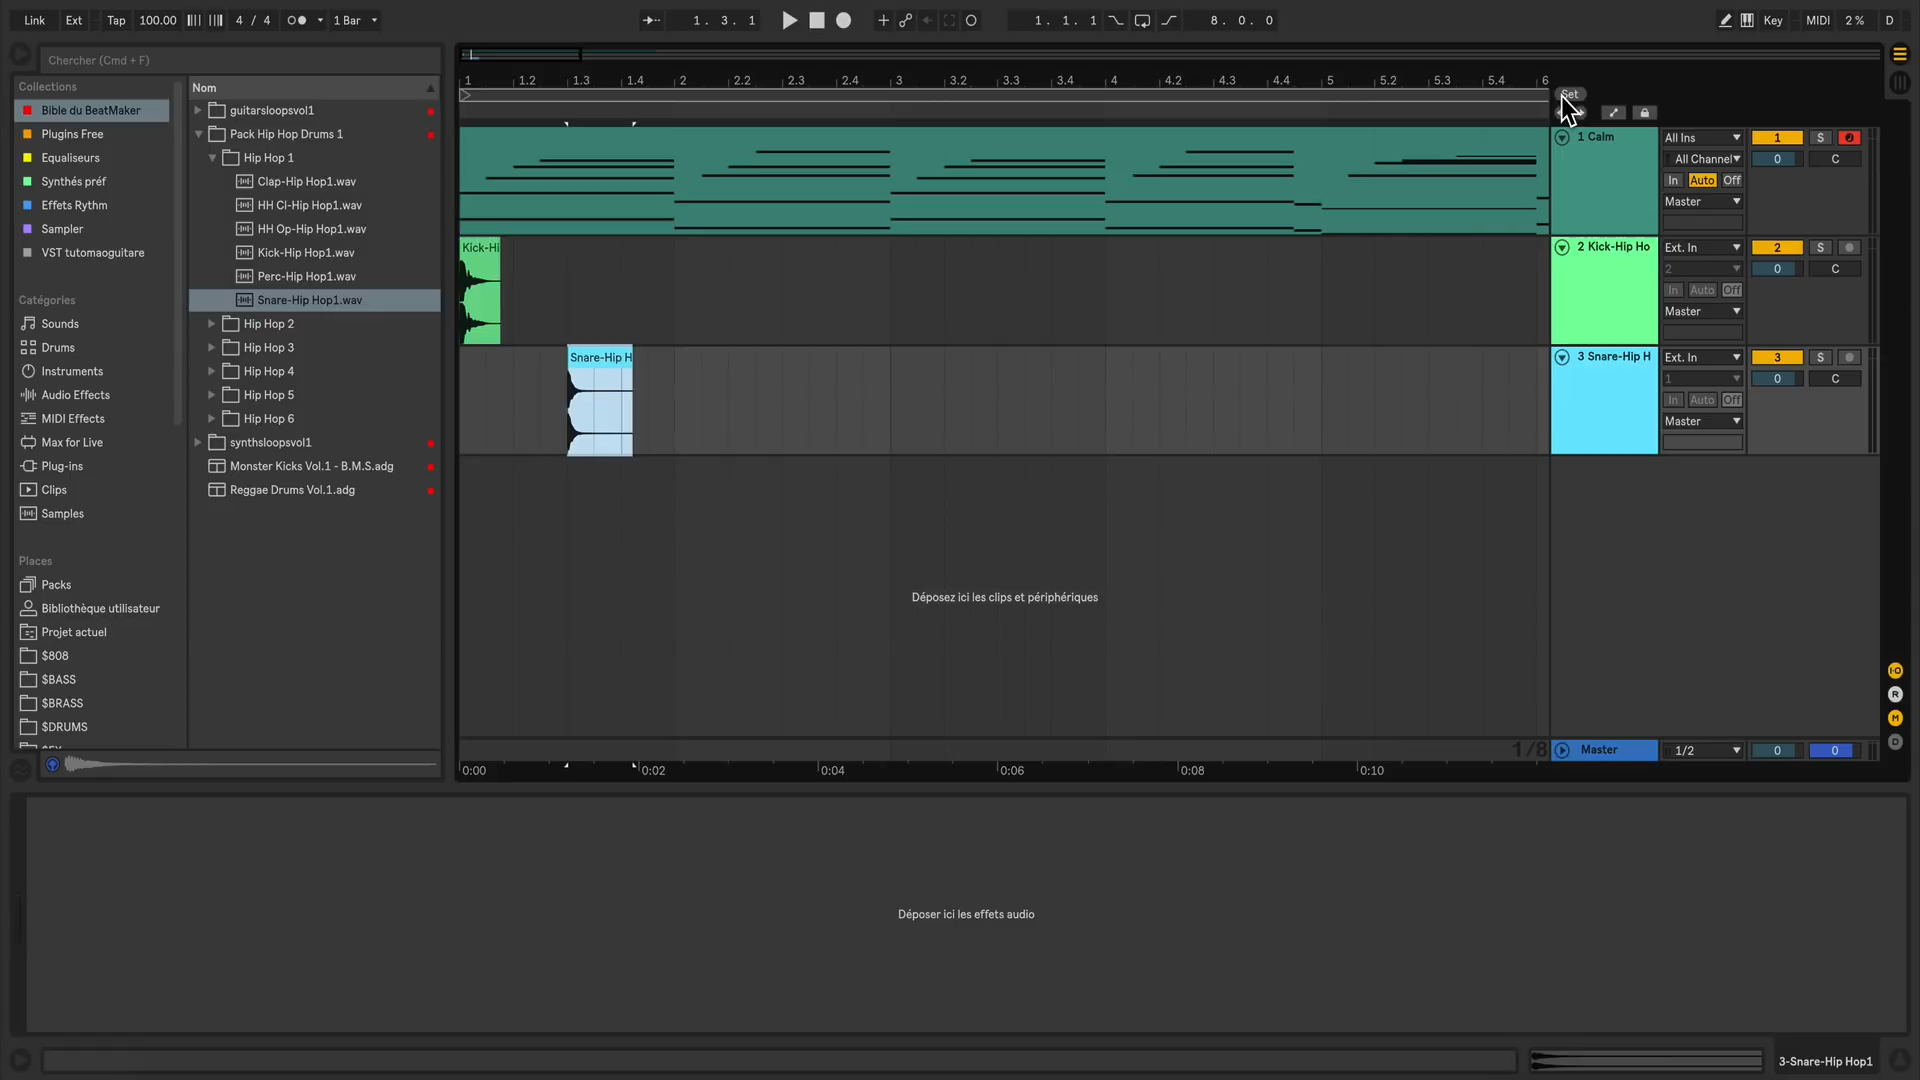 Link Ext Tap 100.00 4 / 4 1 Bar 1. 3. 1 1. 1. 1 8. 0. 0 Key MIDI 2 % D
Chercher (Cmd + F)
Collections
Bible du BeatMaker
Plugins Free
Equaliseurs
Synthés préf
Effets Rythm
Sampler
VST tutomaoguitare
Catégories
Sounds
Drums
Instruments
Audio Effects
MIDI Effects
Max for Live
Plug-ins
Clips
Samples
Places
Packs
Bibliothèque utilisateur
Projet actuel
$808
$BASS
$BRASS
$DRUMS
Nom
guitarsloopsvol1
Pack Hip Hop Drums 1
Hip Hop 1
Clap-Hip Hop1.wav
HH Cl-Hip Hop1.wav
HH Op-Hip Hop1.wav
Kick-Hip Hop1.wav
Perc-Hip Hop1.wav
Snare-Hip Hop1.wav
Hip Hop 2
Hip Hop 3
Hip Hop 4
Hip Hop 5
Hip Hop 6
synthsloopsvol1
Monster Kicks Vol.1 - B.M.S.adg
Reggae Drums Vol.1.adg
1 1.2 1.3 1.4 2 2.2 2.3 2.4 3 3.2 3.3 3.4 4 4.2 4.3 4.4 5 5.2 5.3 5.4 6
Set
1 Calm All Ins 1 S
All Channel 0 C
In Auto Off
Master
Kick-Hi
2 Kick-Hip Ho Ext. In 2 S
2 0 C
In Auto Off
Master
Snare-Hip H
3 Snare-Hip H Ext. In 3 S
1 0 C
In Auto Off
Master
Déposez ici les clips et périphériques
I·O
R
M
D
1/8 Master 1/2 0 0
0:00 0:02 0:04 0:06 0:08 0:10
Déposer ici les effets audio
3-Snare-Hip Hop1